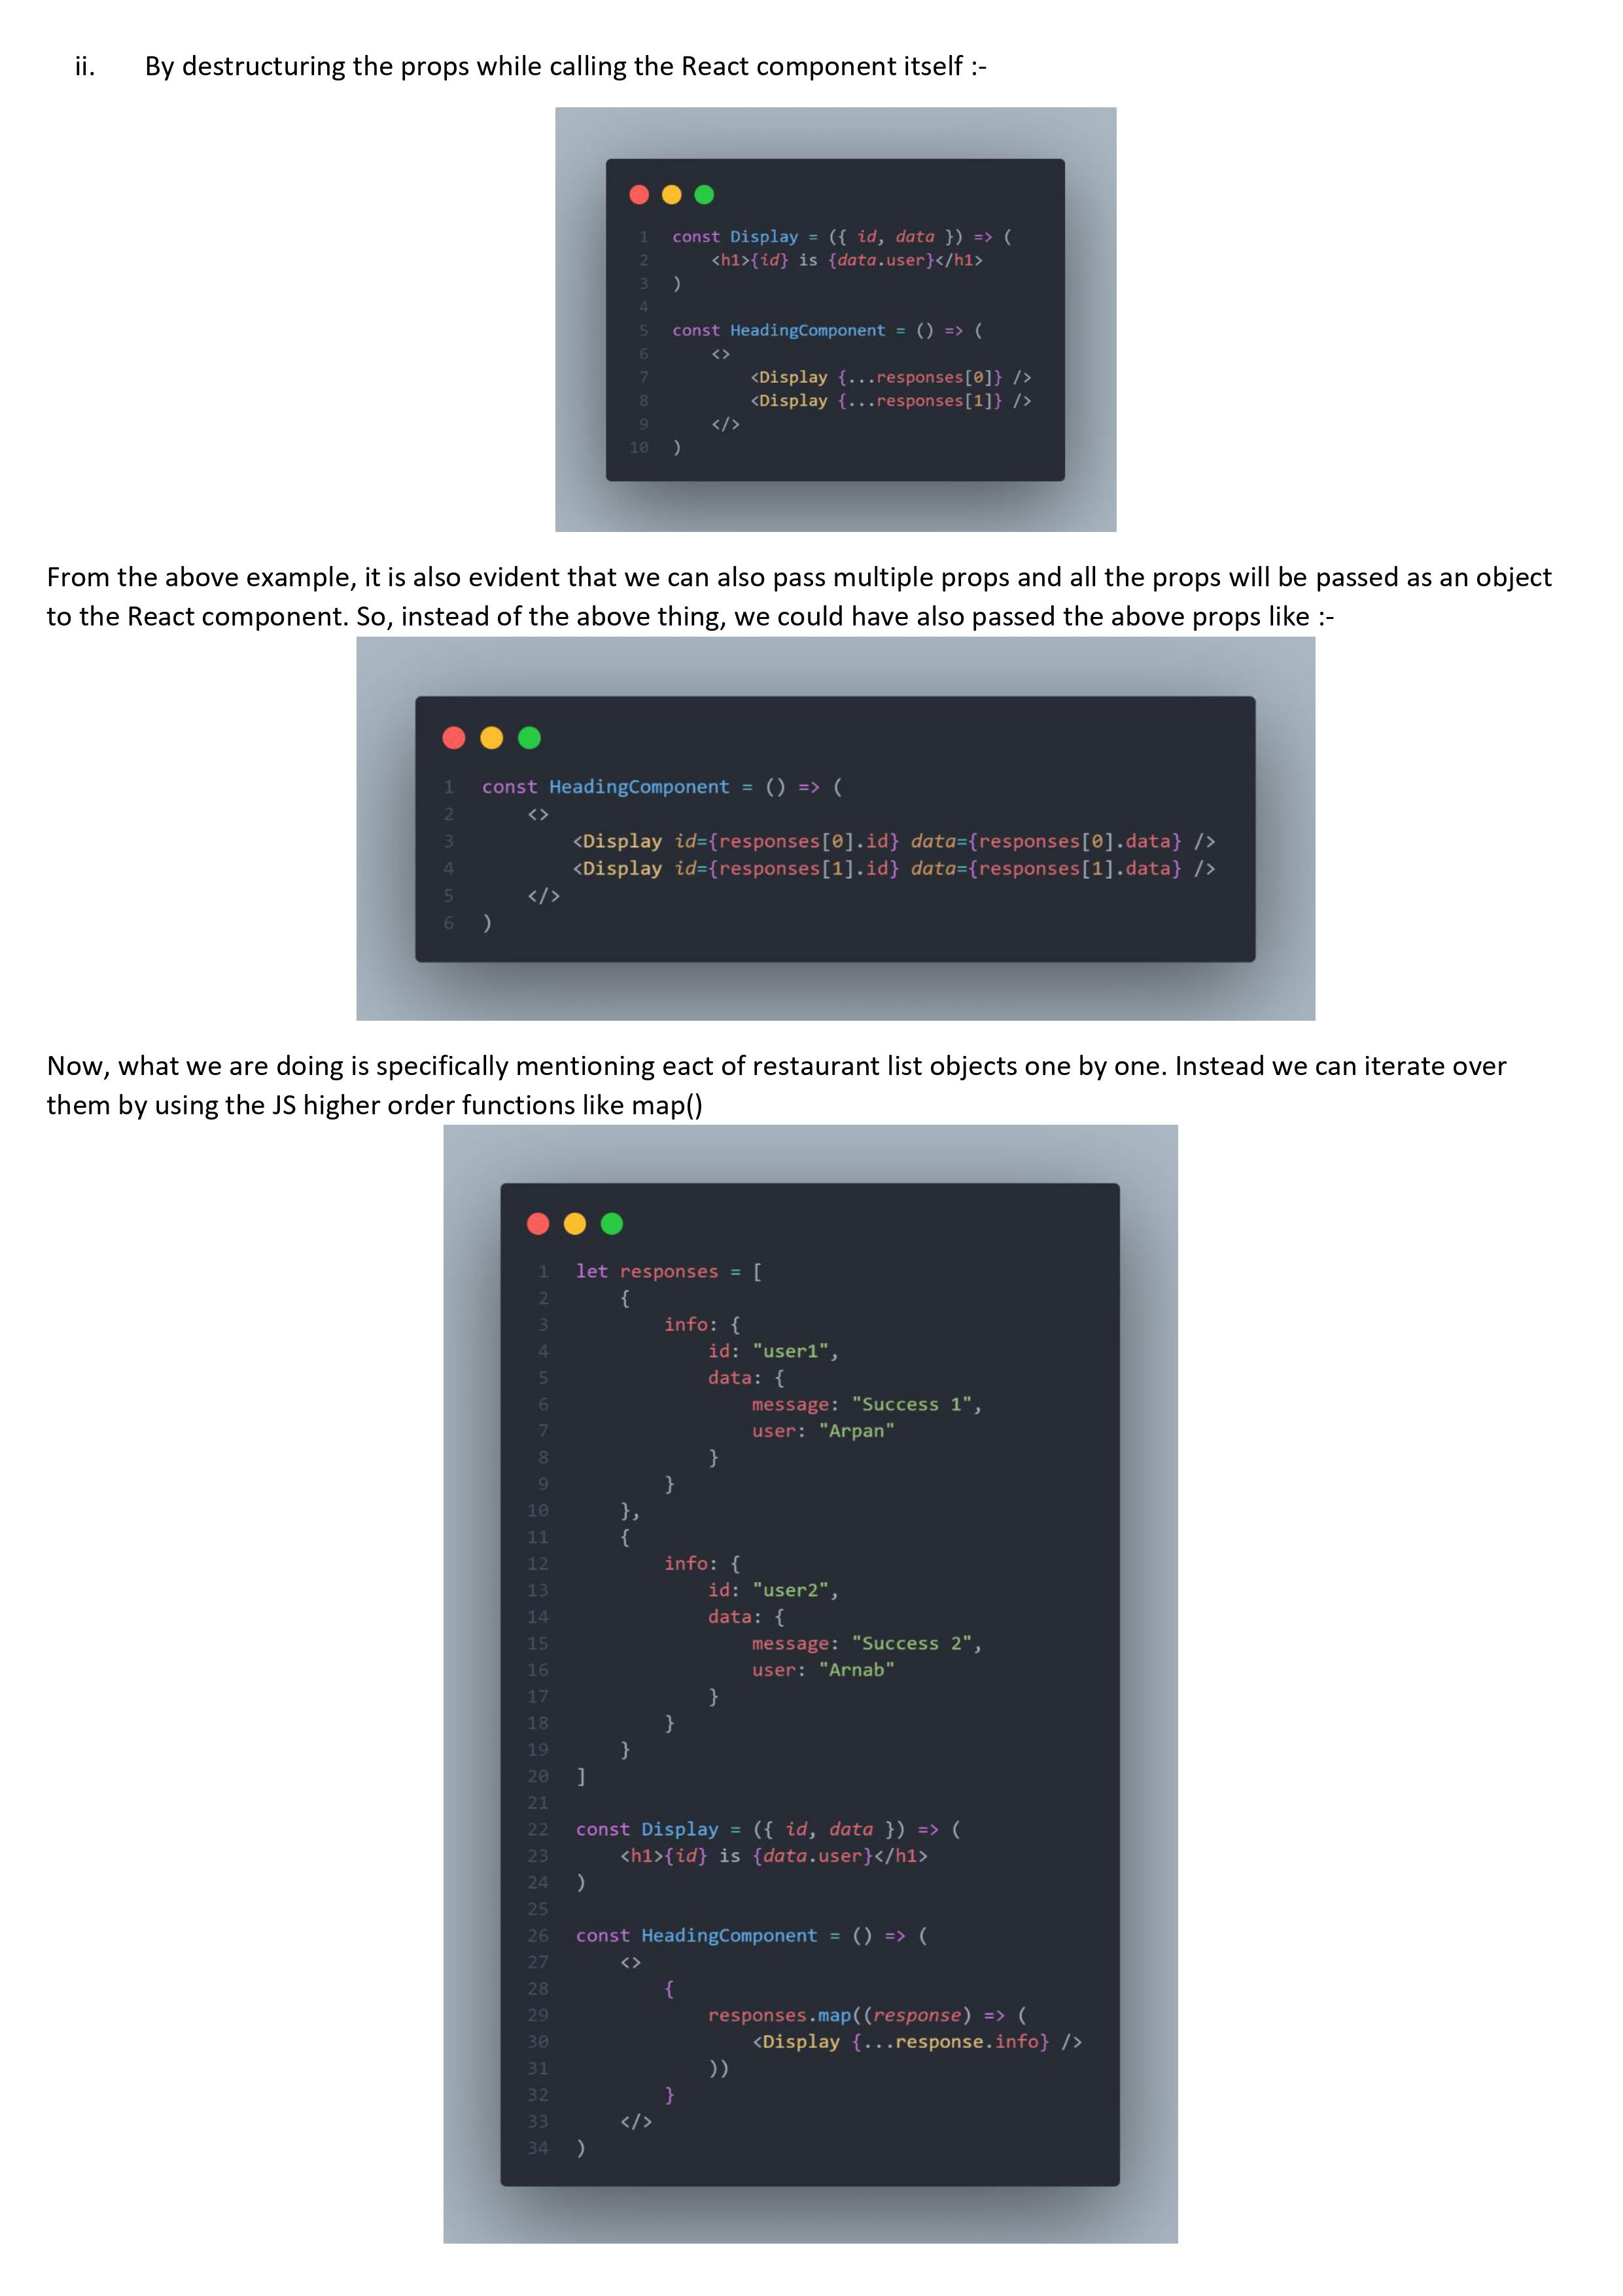 ii. By destructuring the props while calling the React component itself :-
1 const Display = ({ id, data }) => (
2     <h1>{id} is {data.user}</h1>
3 )
4
5 const HeadingComponent = () => (
6     <>
7         <Display {...responses[0]} />
8         <Display {...responses[1]} />
9     </>
10 )
From the above example, it is also evident that we can also pass multiple props and all the props will be passed as an object
to the React component. So, instead of the above thing, we could have also passed the above props like :-
1 const HeadingComponent = () => (
2     <>
3         <Display id={responses[0].id} data={responses[0].data} />
4         <Display id={responses[1].id} data={responses[1].data} />
5     </>
6 )
Now, what we are doing is specifically mentioning eact of restaurant list objects one by one. Instead we can iterate over
them by using the JS higher order functions like map()
1 let responses = [
2     {
3         info: {
4             id: "user1",
5             data: {
6                 message: "Success 1",
7                 user: "Arpan"
8             }
9         }
10     },
11     {
12         info: {
13             id: "user2",
14             data: {
15                 message: "Success 2",
16                 user: "Arnab"
17             }
18         }
19     }
20 ]
21
22 const Display = ({ id, data }) => (
23     <h1>{id} is {data.user}</h1>
24 )
25
26 const HeadingComponent = () => (
27     <>
28         {
29             responses.map((response) => (
30                 <Display {...response.info} />
31             ))
32         }
33     </>
34 )